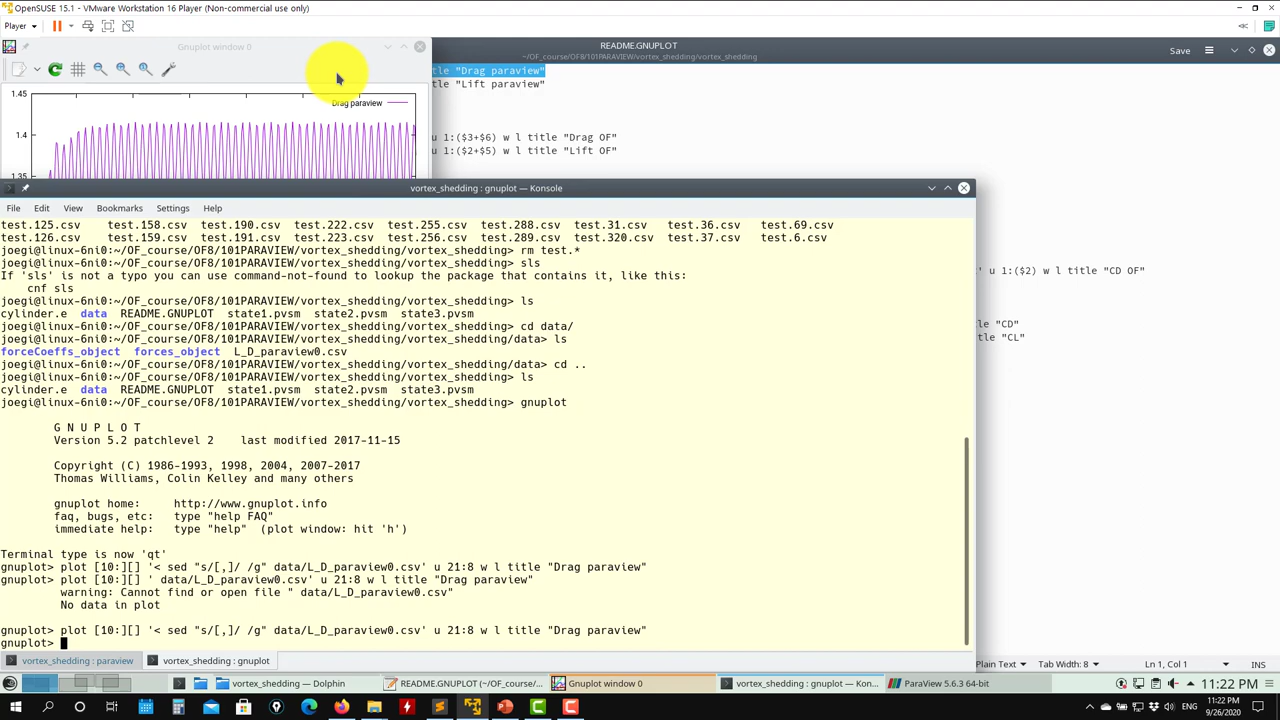 OpenSUSE 15.1 - VMware Workstation 16 Player (Non-commercial use only)
Player
Gnuplot window 0
README.GNUPLOT
~/OF_course/OF8/101PARAVIEW/vortex_shedding/vortex_shedding
Save
tle "Drag paraview"
tle "Lift paraview"
1.45
Drag paraview
1.4
u 1:($3+$6) w l title "Drag OF"
u 1:($2+$5) w l title "Lift OF"
1.35
vortex_shedding : gnuplot — Konsole
File Edit View Bookmarks Settings Help
test.125.csv test.158.csv test.190.csv test.222.csv test.255.csv test.288.csv test.31.csv test.36.csv test.69.csv
test.126.csv test.159.csv test.191.csv test.223.csv test.256.csv test.289.csv test.320.csv test.37.csv test.6.csv
joegi@linux-6ni0:~/OF_course/OF8/101PARAVIEW/vortex_shedding/vortex_shedding> rm test.*
joegi@linux-6ni0:~/OF_course/OF8/101PARAVIEW/vortex_shedding/vortex_shedding> sls
If 'sls' is not a typo you can use command-not-found to lookup the package that contains it, like this:
cnf sls
joegi@linux-6ni0:~/OF_course/OF8/101PARAVIEW/vortex_shedding/vortex_shedding> ls
cylinder.e data README.GNUPLOT state1.pvsm state2.pvsm state3.pvsm
joegi@linux-6ni0:~/OF_course/OF8/101PARAVIEW/vortex_shedding/vortex_shedding> cd data/
joegi@linux-6ni0:~/OF_course/OF8/101PARAVIEW/vortex_shedding/vortex_shedding/data> ls
forceCoeffs_object forces_object L_D_paraview0.csv
joegi@linux-6ni0:~/OF_course/OF8/101PARAVIEW/vortex_shedding/vortex_shedding/data> cd ..
joegi@linux-6ni0:~/OF_course/OF8/101PARAVIEW/vortex_shedding/vortex_shedding> ls
cylinder.e data README.GNUPLOT state1.pvsm state2.pvsm state3.pvsm
joegi@linux-6ni0:~/OF_course/OF8/101PARAVIEW/vortex_shedding/vortex_shedding> gnuplot
' u 1:($2) w l title "CD OF"
tle "CD"
tle "CL"
G N U P L O T
Version 5.2 patchlevel 2 last modified 2017-11-15
Copyright (C) 1986-1993, 1998, 2004, 2007-2017
Thomas Williams, Colin Kelley and many others
gnuplot home: http://www.gnuplot.info
faq, bugs, etc: type "help FAQ"
immediate help: type "help" (plot window: hit 'h')
Terminal type is now 'qt'
gnuplot> plot [10:][] '< sed "s/[,]/ /g" data/L_D_paraview0.csv' u 21:8 w l title "Drag paraview"
gnuplot> plot [10:][] ' data/L_D_paraview0.csv' u 21:8 w l title "Drag paraview"
warning: Cannot find or open file " data/L_D_paraview0.csv"
No data in plot
gnuplot> plot [10:][] '< sed "s/[,]/ /g" data/L_D_paraview0.csv' u 21:8 w l title "Drag paraview"
gnuplot>
vortex_shedding : paraview vortex_shedding : gnuplot
Plain Text Tab Width: 8 Ln 1, Col 1 INS
vortex_shedding — Dolphin README.GNUPLOT (~/OF_course/... Gnuplot window 0 vortex_shedding : gnuplot — Kon... ParaView 5.6.3 64-bit 11:22 PM
11:22 PM
9/26/2020